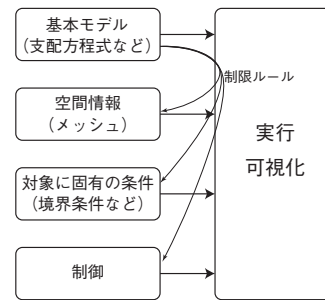 基本モデル
（支配方程式など）
制限ルール
空間情報
（メッシュ）
対象に固有の条件
（境界条件など）
制御
実行
可視化